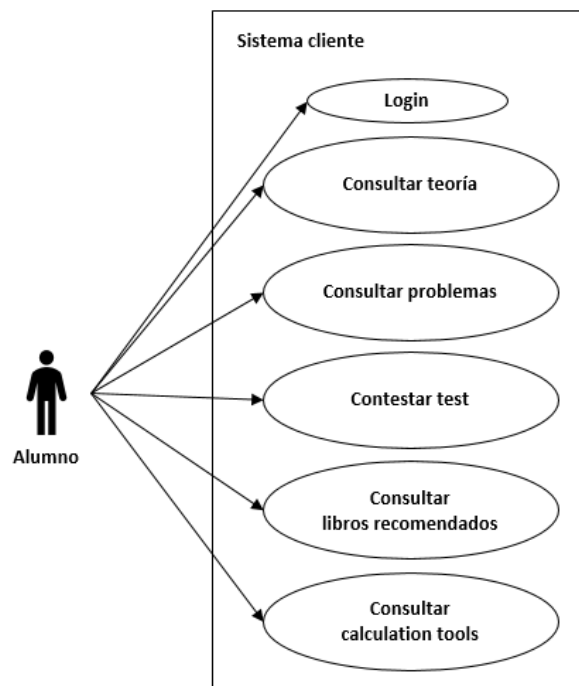 Sistema cliente
Login
Consultar teoría
Consultar problemas
Contestar test
Alumno
Consultar
libros recomendados
Consultar
calculation tools